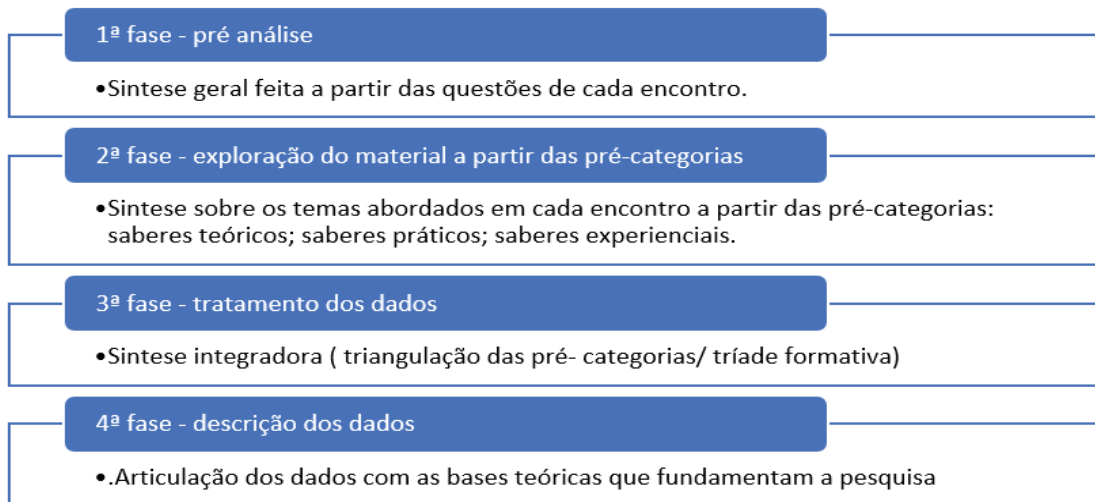 1ª fase - pré análise
•Sintese geral feita a partir das questões de cada encontro.
2ª fase - exploração do material a partir das pré-categorias
•Sintese sobre os temas abordados em cada encontro a partir das pré-categorias:
saberes teóricos; saberes práticos; saberes experienciais.
3ª fase - tratamento dos dados
•Sintese integradora ( triangulação das pré- categorias/ tríade formativa)
4ª fase - descrição dos dados
•.Articulação dos dados com as bases teóricas que fundamentam a pesquisa